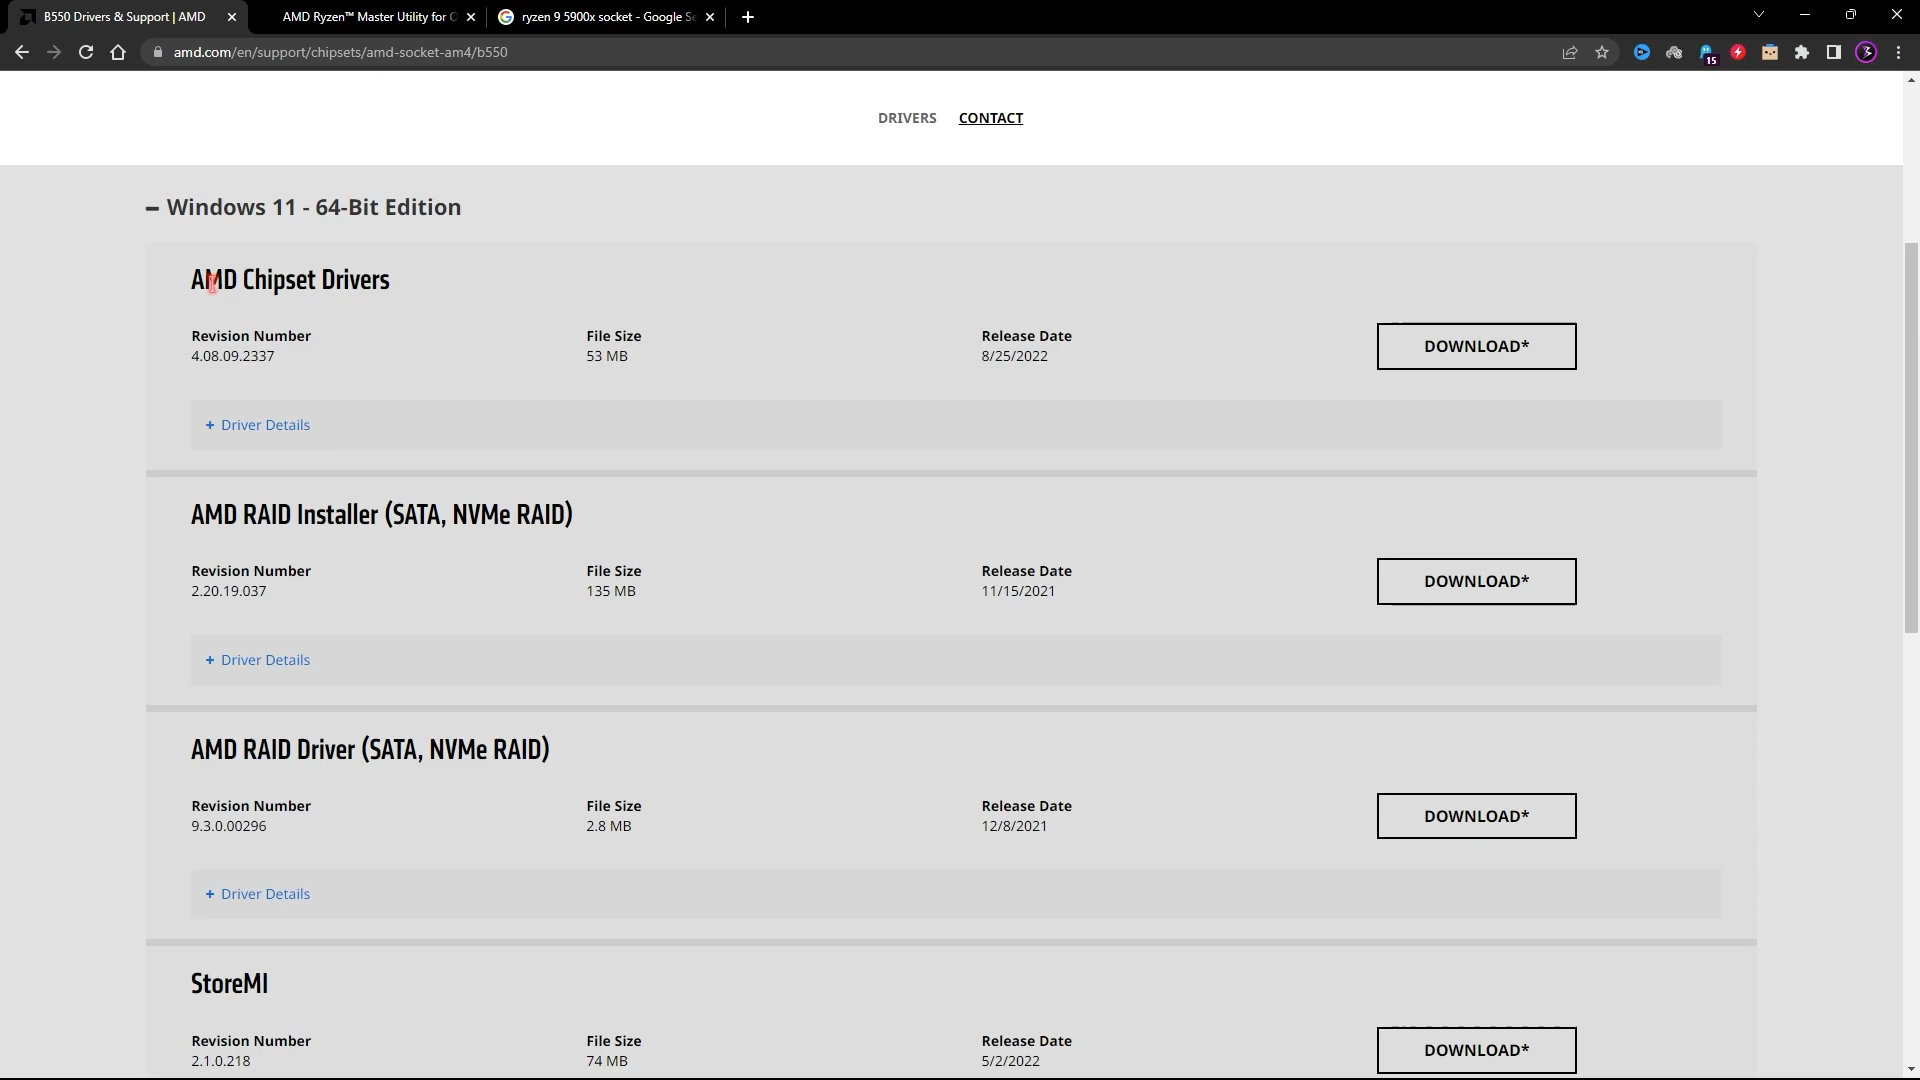 B550 Drivers & Support | AMD
AMD Ryzen™ Master Utility for
ryzen 9 5900x socket - Google Se
amd.com/en/support/chipsets/amd-socket-am4/b550
15
DRIVERS CONTACT
− Windows 11 - 64-Bit Edition
AMD Chipset Drivers
Revision Number File Size Release Date
4.08.09.2337 53 MB 8/25/2022
DOWNLOAD*
+ Driver Details
AMD RAID Installer (SATA, NVMe RAID)
Revision Number File Size Release Date
2.20.19.037 135 MB 11/15/2021
DOWNLOAD*
+ Driver Details
AMD RAID Driver (SATA, NVMe RAID)
Revision Number File Size Release Date
9.3.0.00296 2.8 MB 12/8/2021
DOWNLOAD*
+ Driver Details
StoreMI
Revision Number File Size Release Date
2.1.0.218 74 MB 5/2/2022
DOWNLOAD*